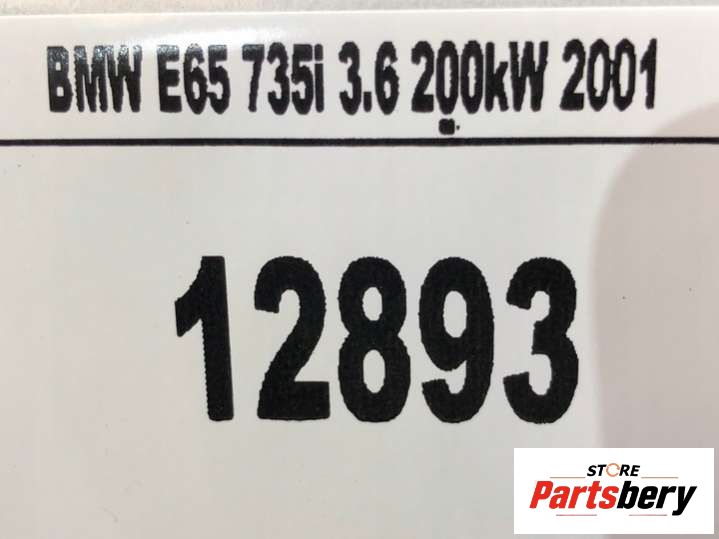 BMW E65 735i 3.6 200kW 2001
12893
STORE
Partsbery